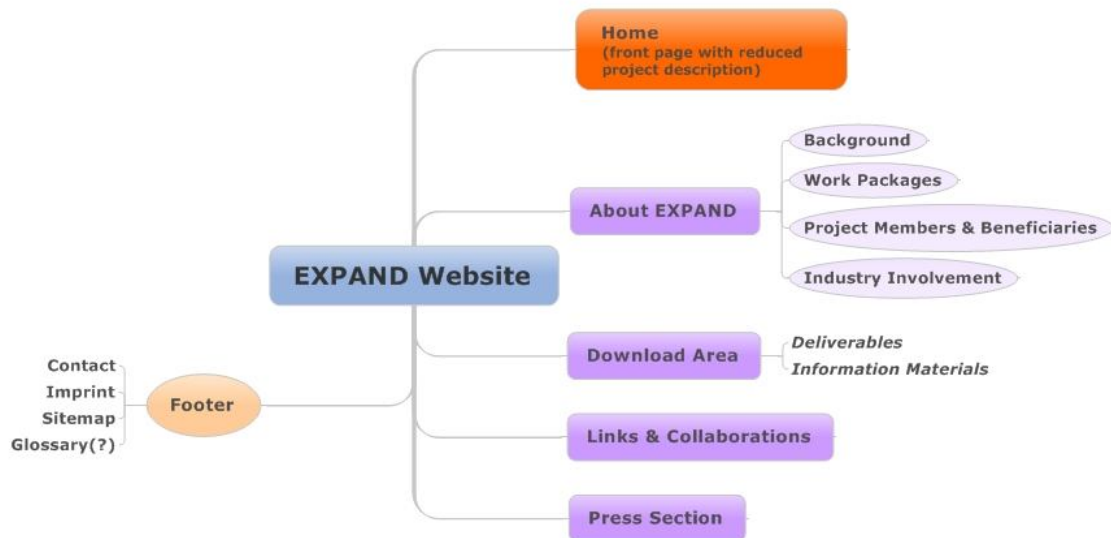 Home
(front page with reduced
project description)
Background
Work Packages
About EXPAND
Project Members & Beneficiaries
EXPAND Website
Industry Involvement
Download Area
Deliverables
Information Materials
Contact
Imprint
Sitemap
Glossary(?)
Footer
Links & Collaborations
Press Section